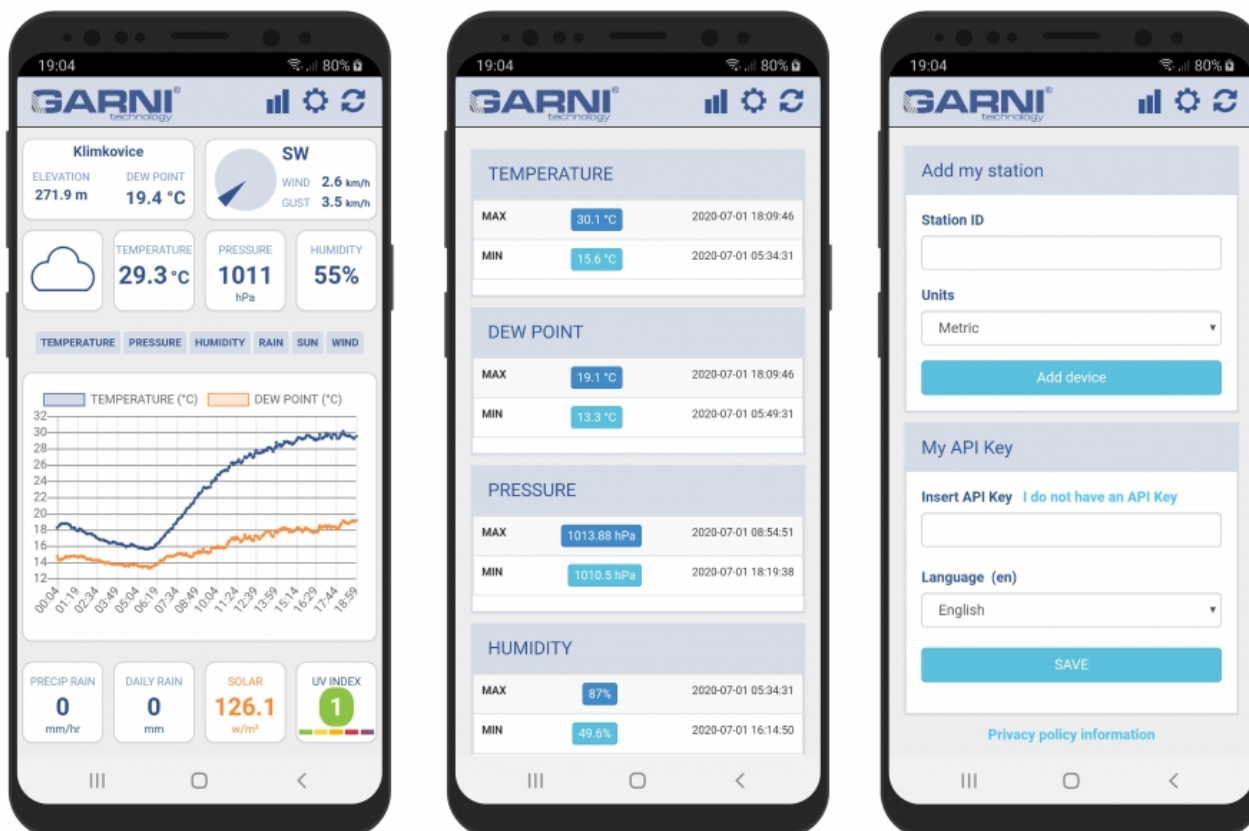 19:04 80%
GARNI®
technology
Klimkovice
ELEVATION DEW POINT
271.9 m 19.4 °C
SW
WIND 2.6 km/h
GUST 3.5 km/h
TEMPERATURE
29.3 °C
PRESSURE
1011
hPa
HUMIDITY
55%
TEMPERATURE PRESSURE HUMIDITY RAIN SUN WIND
TEMPERATURE (°C) DEW POINT (°C)
32
30
28
26
24
22
20
18
16
14
12
00:04 01:19 02:34 03:49 05:04 06:19 07:34 08:49 10:04 11:24 12:39 13:59 15:14 16:29 17:44 18:59
PRECIP RAIN
0
mm/hr
DAILY RAIN
0
mm
SOLAR
126.1
w/m²
UV INDEX
1
19:04 80%
GARNI®
technology
TEMPERATURE
MAX 30.1 °C 2020-07-01 18:09:46
MIN 15.6 °C 2020-07-01 05:34:31
DEW POINT
MAX 19.1 °C 2020-07-01 18:09:46
MIN 13.3 °C 2020-07-01 05:49:31
PRESSURE
MAX 1013.88 hPa 2020-07-01 08:54:51
MIN 1010.5 hPa 2020-07-01 18:19:38
HUMIDITY
MAX 87% 2020-07-01 05:34:31
MIN 49.6% 2020-07-01 16:14:50
19:04 80%
GARNI®
technology
Add my station
Station ID
Units
Metric
Add device
My API Key
Insert API Key I do not have an API Key
Language (en)
English
SAVE
Privacy policy information